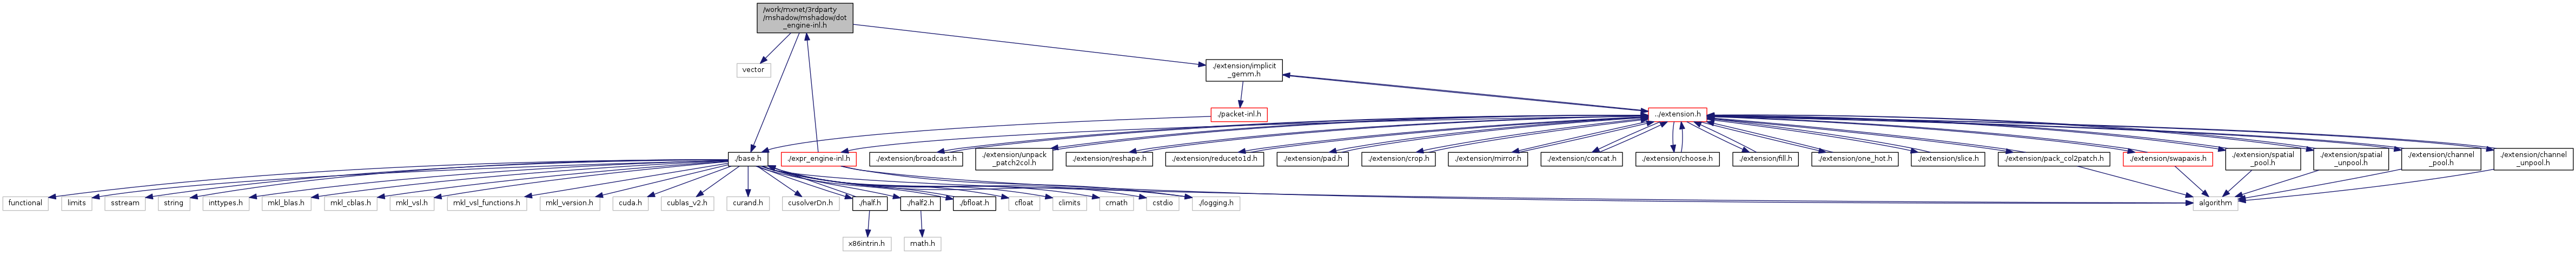 /work/mxnet/3rdparty
/mshadow/mshadow/dot
_engine-inl.h
vector
./extension/implicit
_gemm.h
./packet-inl.h
../extension.h
./base.h
./expr_engine-inl.h
./extension/broadcast.h
./extension/unpack
_patch2col.h
./extension/reshape.h
./extension/reduceto1d.h
./extension/pad.h
./extension/crop.h
./extension/mirror.h
./extension/concat.h
./extension/choose.h
./extension/fill.h
./extension/one_hot.h
./extension/slice.h
./extension/pack_col2patch.h
./extension/swapaxis.h
./extension/spatial
_pool.h
./extension/spatial
_unpool.h
./extension/channel
_pool.h
./extension/channel
_unpool.h
functional
limits
sstream
string
inttypes.h
mkl_blas.h
mkl_cblas.h
mkl_vsl.h
mkl_vsl_functions.h
mkl_version.h
cuda.h
cublas_v2.h
curand.h
cusolverDn.h
./half.h
./half2.h
./bfloat.h
cfloat
climits
cmath
cstdio
./logging.h
algorithm
x86intrin.h
math.h